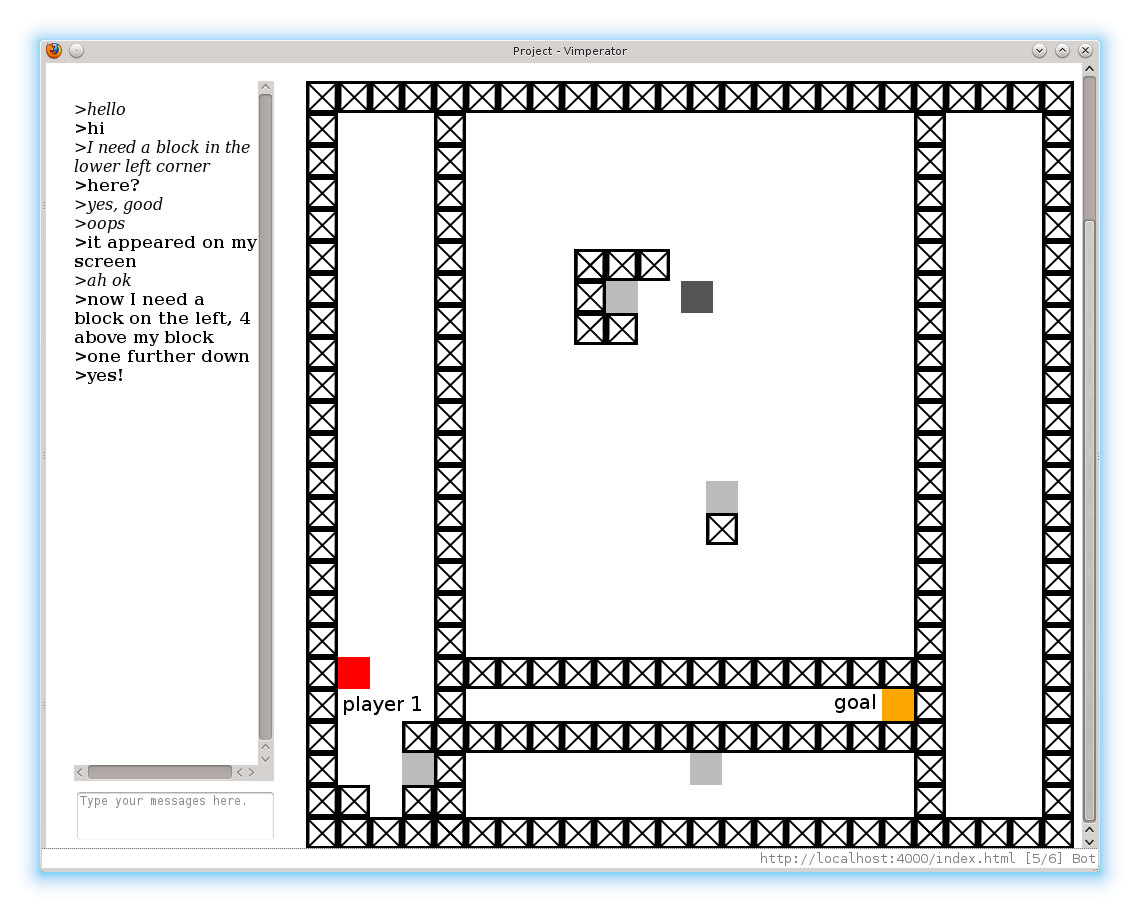 Project - Vimperator
>hello
>hi
>I need a block in the
lower left corner
>here?
>yes, good
>oops
>it appeared on my
screen
>ah ok
>now I need a
block on the left, 4
above my block
>one further down
>yes!
player 1
goal
Type your messages here.
http://localhost:4000/index.html [5/6] Bot